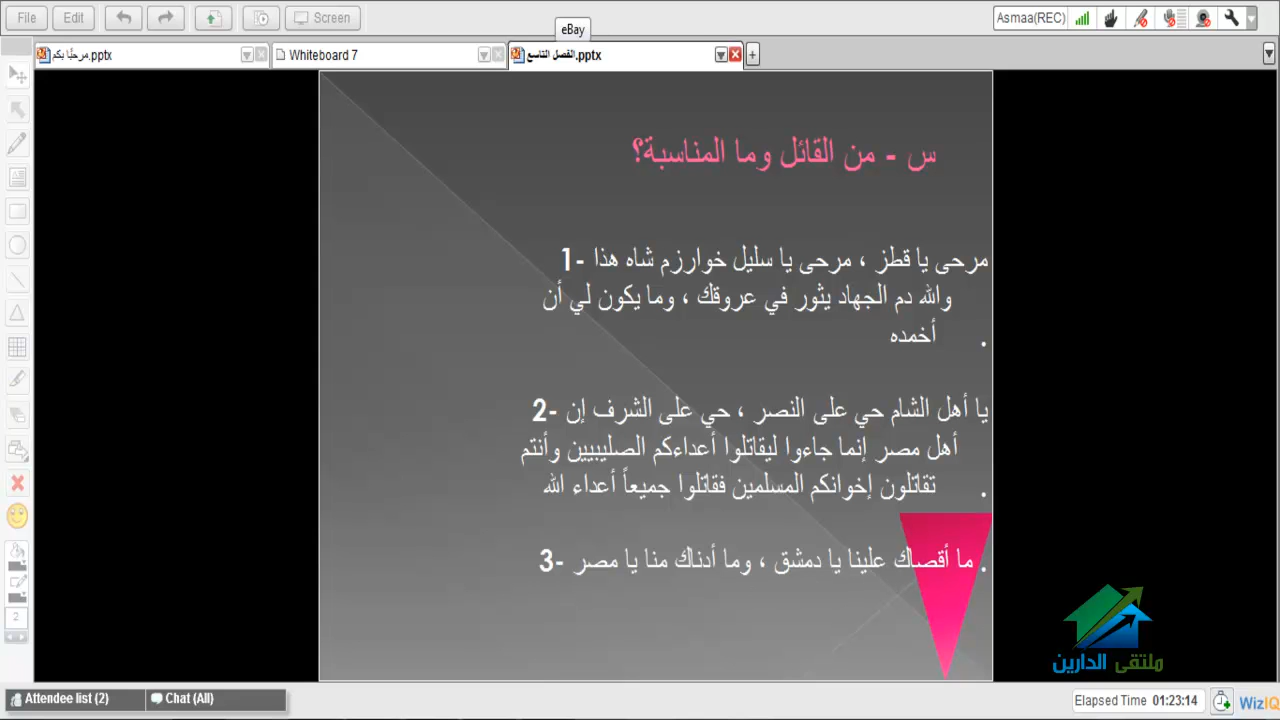 File
Edit
Screen
eBay
Asmaa(REC)
مرحبًا بكم.pptx
Whiteboard 7
الفصل التاسع.pptx
س - من القائل وما المناسبة؟
1- مرحى يا قطز ، مرحى يا سليل خوارزم شاه هذا
والله دم الجهاد يثور في عروقك ، وما يكون لي أن
أخمده .
2- يا أهل الشام حي على النصر ، حي على الشرف إن
أهل مصر إنما جاءوا ليقاتلوا أعداءكم الصليبيين وأنتم
تقاتلون إخوانكم المسلمين فقاتلوا جميعاً أعداء الله .
3- ما أقصاك علينا يا دمشق ، وما أدناك منا يا مصر .
ملتقى الدارين
2
Attendee list (2)
Chat (All)
Elapsed Time 01:23:14
WizIQ